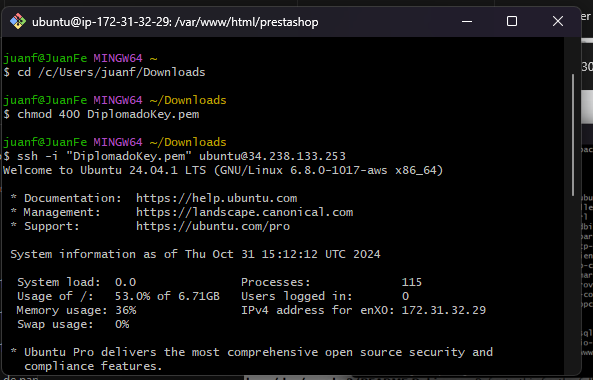 ubuntu@ip-172-31-32-29: /var/www/html/prestashop
juanf@JuanFe MINGW64 ~
$ cd /c/Users/juanf/Downloads
juanf@JuanFe MINGW64 ~/Downloads
$ chmod 400 DiplomadoKey.pem
juanf@JuanFe MINGW64 ~/Downloads
$ ssh -i "DiplomadoKey.pem" ubuntu@34.238.133.253
Welcome to Ubuntu 24.04.1 LTS (GNU/Linux 6.8.0-1017-aws x86_64)
* Documentation:  https://help.ubuntu.com
* Management:     https://landscape.canonical.com
* Support:        https://ubuntu.com/pro
System information as of Thu Oct 31 15:12:12 UTC 2024
System load:  0.0               Processes:             115
Usage of /:   53.0% of 6.71GB   Users logged in:       0
Memory usage: 36%               IPv4 address for enX0: 172.31.32.29
Swap usage:   0%
* Ubuntu Pro delivers the most comprehensive open source security and
compliance features.